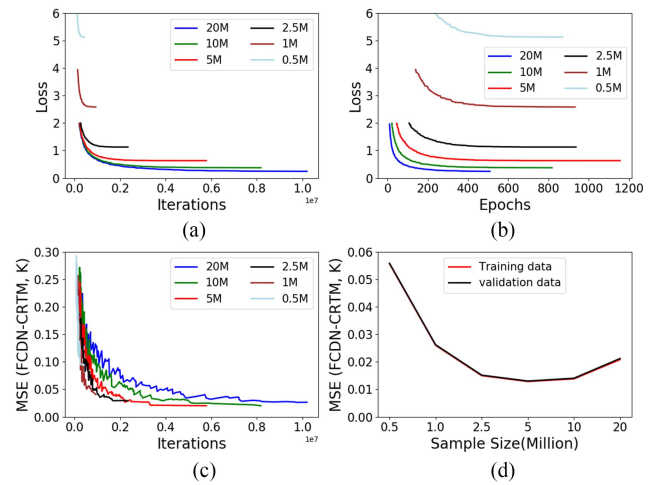 6
5
4
3
2
1
0
Loss
20M
10M
5M
2.5M
1M
0.5M
0.0 0.2 0.4 0.6 0.8 1.0
1e7
Iterations
(a)
6
5
4
3
2
1
0
Loss
20M
10M
5M
2.5M
1M
0.5M
0 200 400 600 800 1000 1200
Epochs
(b)
0.30
0.25
0.20
0.15
0.10
0.05
0.00
MSE (FCDN-CRTM, K)
20M
10M
5M
2.5M
1M
0.5M
0.0 0.2 0.4 0.6 0.8 1.0
1e7
Iterations
(c)
0.06
0.05
0.04
0.03
0.02
0.01
0.00
MSE (FCDN-CRTM, K)
Training data
validation data
0.5 1.0 2.5 5 10 20
Sample Size(Million)
(d)